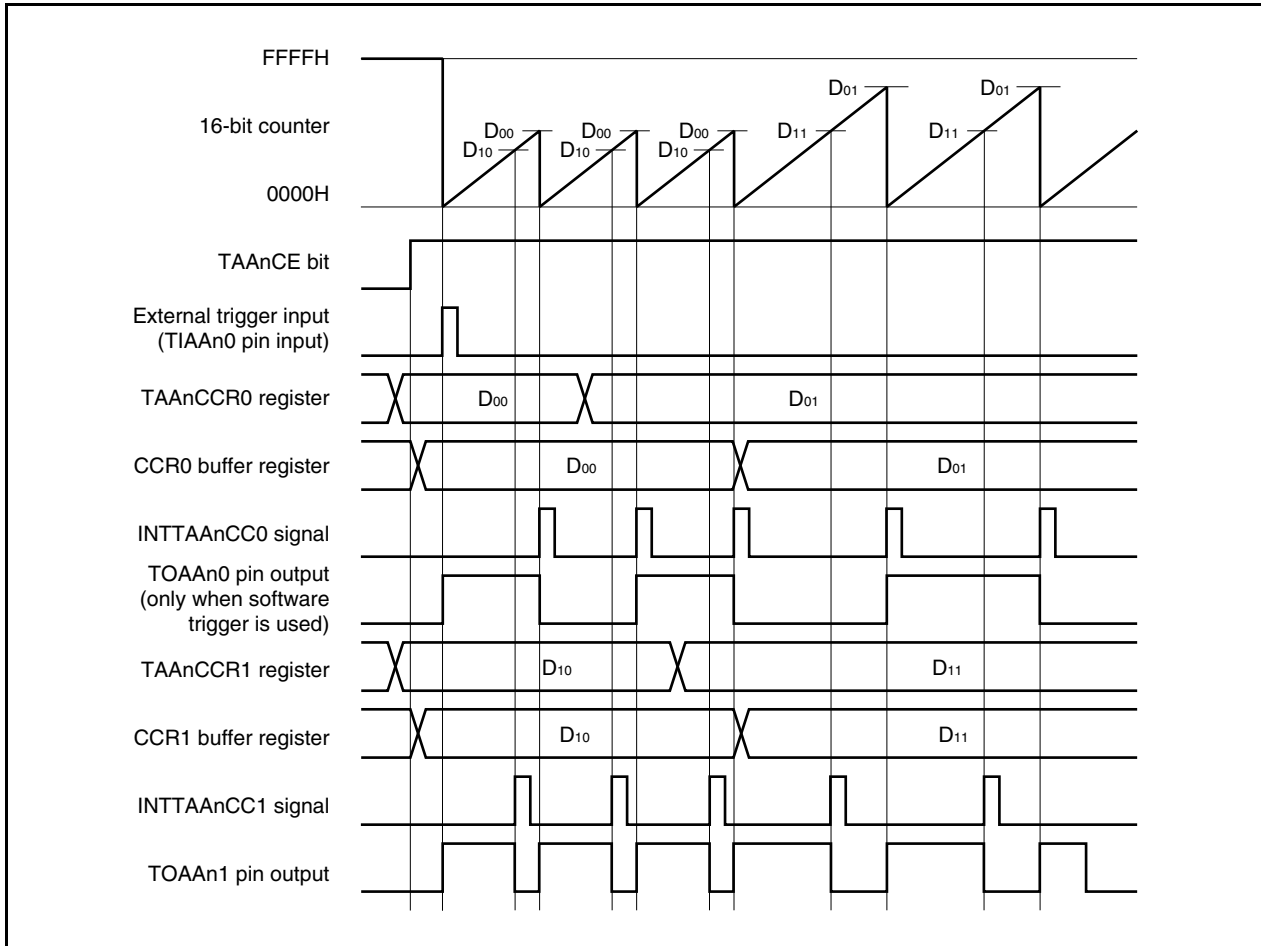 FFFFH
D01 D01
16-bit counter
D00 D00 D00 D11 D11
D10 D10 D10
0000H
TAAnCE bit
External trigger input
(TIAAn0 pin input)
TAAnCCR0 register D00 D01
CCR0 buffer register D00 D01
INTTAAnCC0 signal
TOAAn0 pin output
(only when software
trigger is used)
TAAnCCR1 register D10 D11
CCR1 buffer register D10 D11
INTTAAnCC1 signal
TOAAn1 pin output